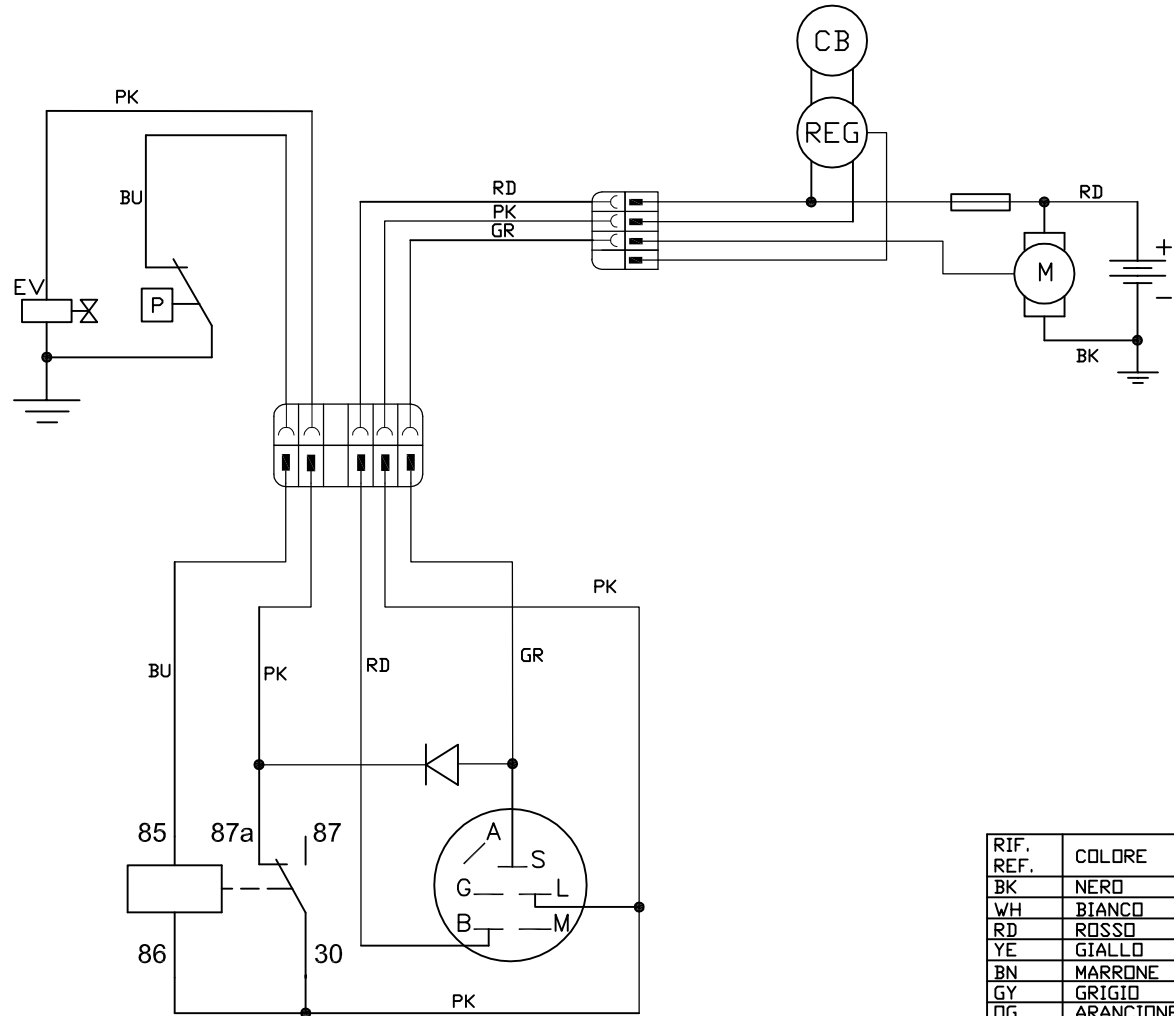 CB
PK
REG
RD
PK
GR
RD
BU
EV
P
M
+
-
BK
PK
BU
PK
RD
GR
85
87a
87
A
S
G
L
B
M
86
30
PK
RIF.
REF.
COLORE
BK NERO
WH BIANCO
RD ROSSO
YE GIALLO
BN MARRONE
GY GRIGIO
OG ARANCIONE